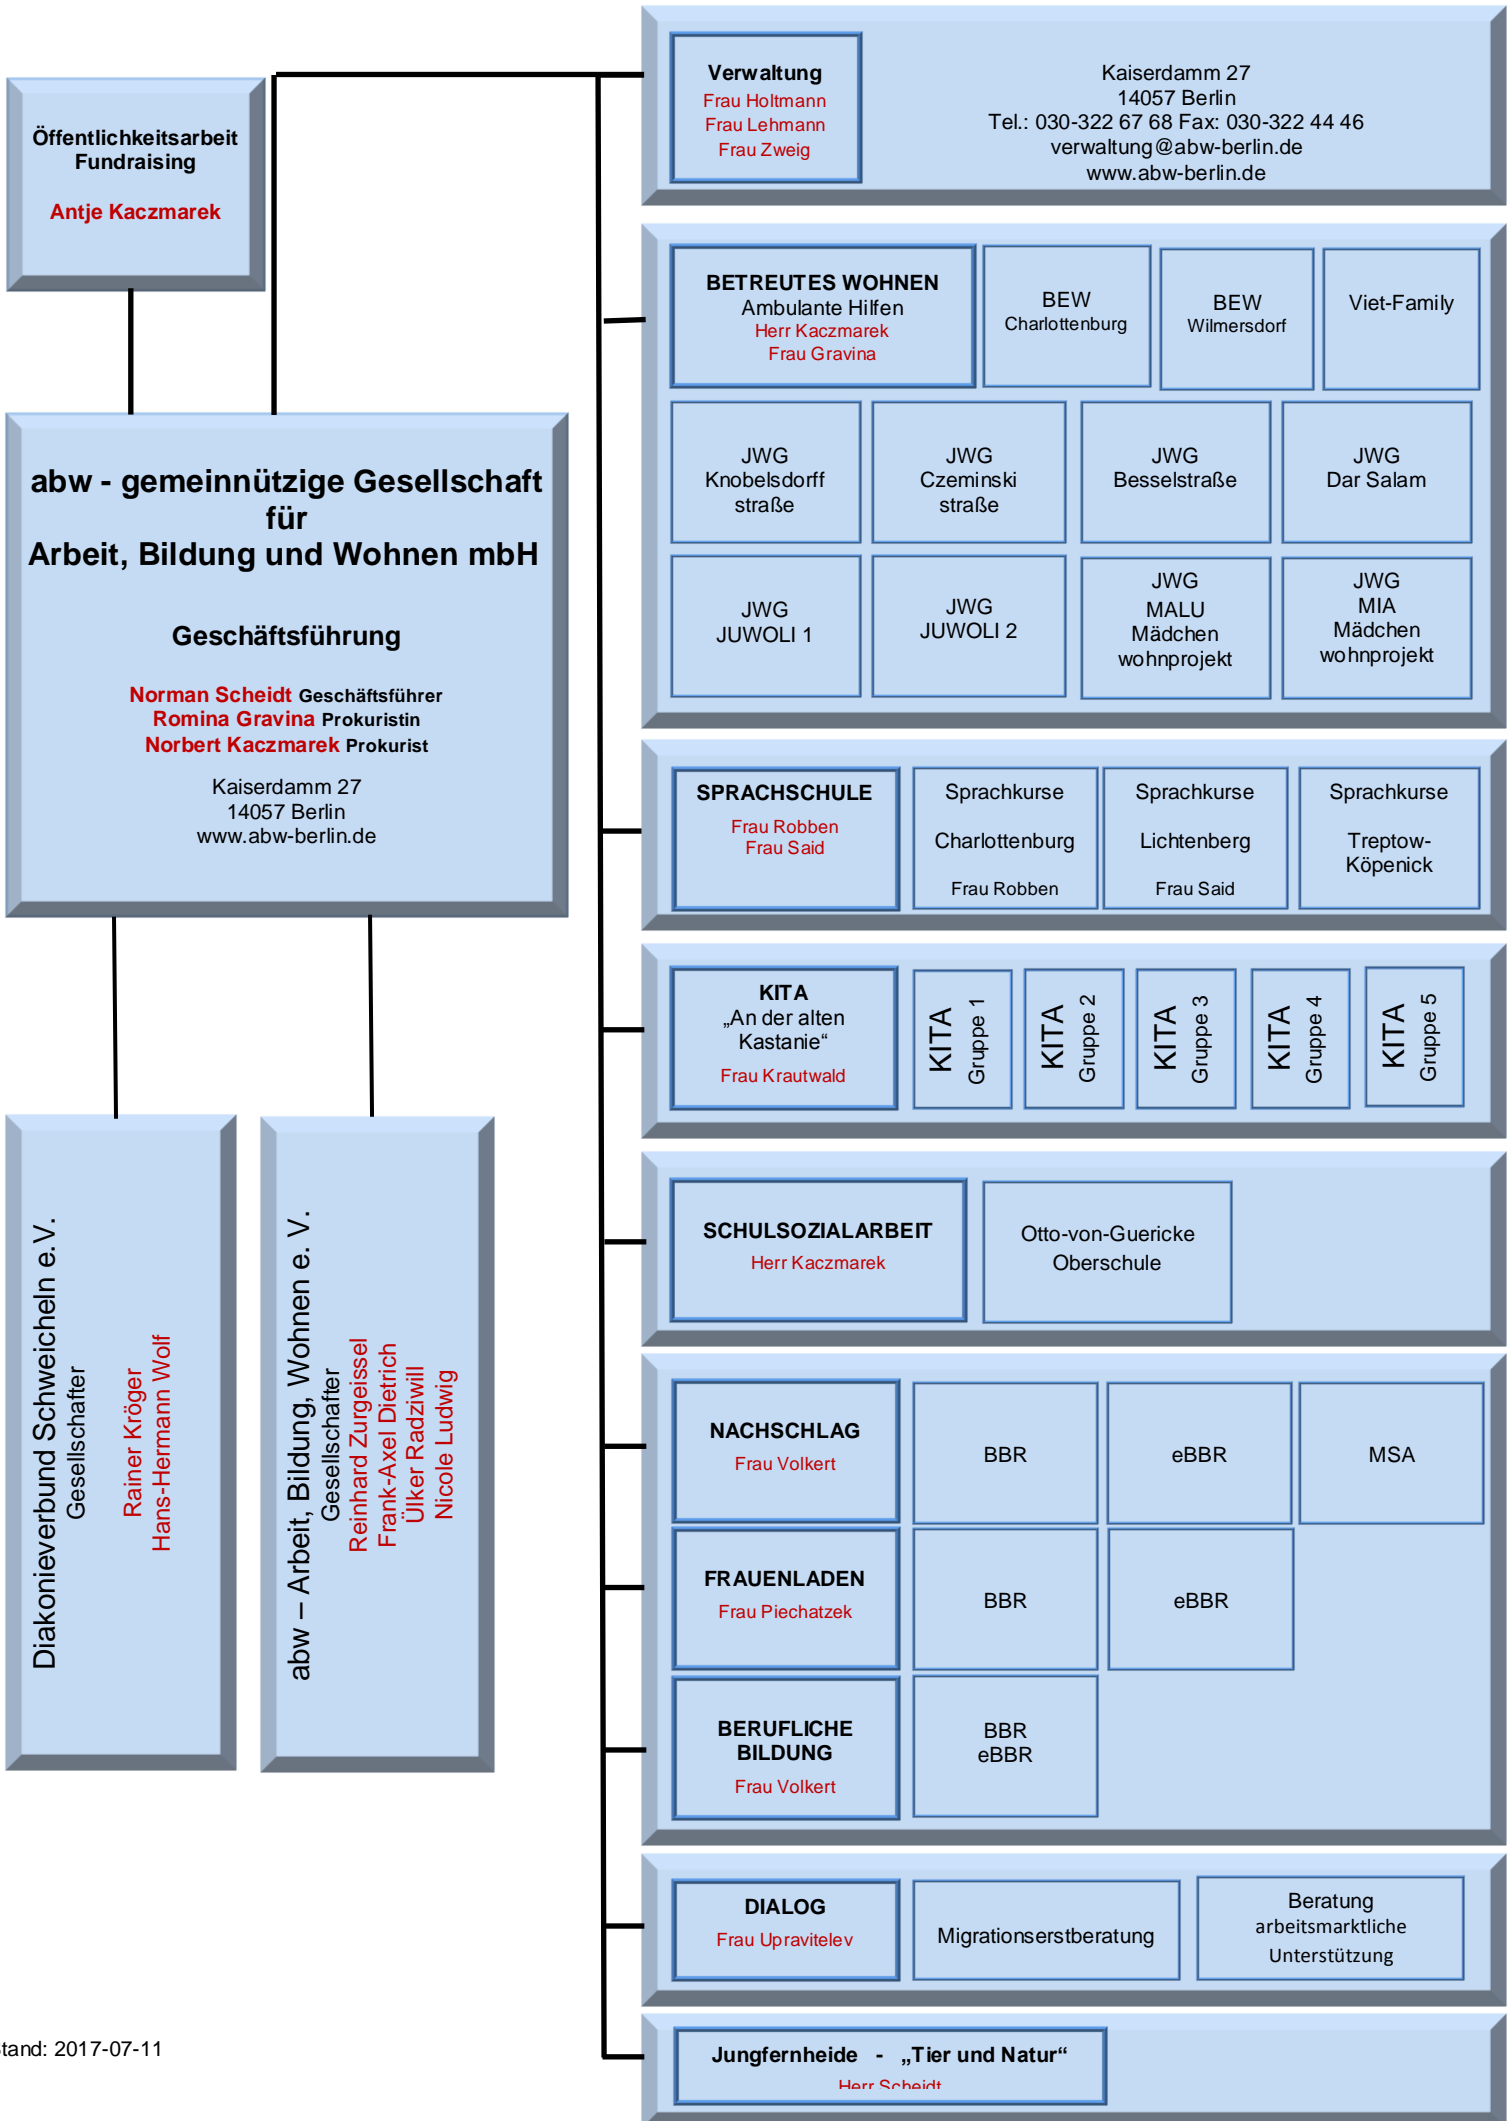 Öffentlichkeitsarbeit
Fundraising
Antje Kaczmarek
abw - gemeinnützige Gesellschaft
für
Arbeit, Bildung und Wohnen mbH
Geschäftsführung
Norman Scheidt Geschäftsführer
Romina Gravina Prokuristin
Norbert Kaczmarek Prokurist
Kaiserdamm 27
14057 Berlin
www.abw-berlin.de
Diakonieverbund Schweicheln e.V.
Gesellschafter
Rainer Kröger
Hans-Hermann Wolf
abw – Arbeit, Bildung, Wohnen e. V.
Gesellschafter
Reinhard Zurgeissel
Frank-Axel Dietrich
Ülker Radziwill
Nicole Ludwig
Verwaltung
Frau Holtmann
Frau Lehmann
Frau Zweig
Kaiserdamm 27
14057 Berlin
Tel.: 030-322 67 68 Fax: 030-322 44 46
verwaltung@abw-berlin.de
www.abw-berlin.de
BETREUTES WOHNEN
Ambulante Hilfen
Herr Kaczmarek
Frau Gravina
BEW
Charlottenburg
BEW
Wilmersdorf
Viet-Family
JWG
Knobelsdorff
straße
JWG
Czeminski
straße
JWG
Besselstraße
JWG
Dar Salam
JWG
JUWOLI 1
JWG
JUWOLI 2
JWG
MALU
Mädchen
wohnprojekt
JWG
MIA
Mädchen
wohnprojekt
SPRACHSCHULE
Frau Robben
Frau Said
Sprachkurse
Charlottenburg
Frau Robben
Sprachkurse
Lichtenberg
Frau Said
Sprachkurse
Treptow-
Köpenick
KITA
„An der alten
Kastanie“
Frau Krautwald
KITA
Gruppe 1
KITA
Gruppe 2
KITA
Gruppe 3
KITA
Gruppe 4
KITA
Gruppe 5
SCHULSOZIALARBEIT
Herr Kaczmarek
Otto-von-Guericke
Oberschule
NACHSCHLAG
Frau Volkert
BBR
eBBR
MSA
FRAUENLADEN
Frau Piechatzek
BBR
eBBR
BERUFLICHE
BILDUNG
Frau Volkert
BBR
eBBR
DIALOG
Frau Upravitelev
Migrationserstberatung
Beratung
arbeitsmarktliche
Unterstützung
Jungfernheide - „Tier und Natur“
Herr Scheidt
tand: 2017-07-11